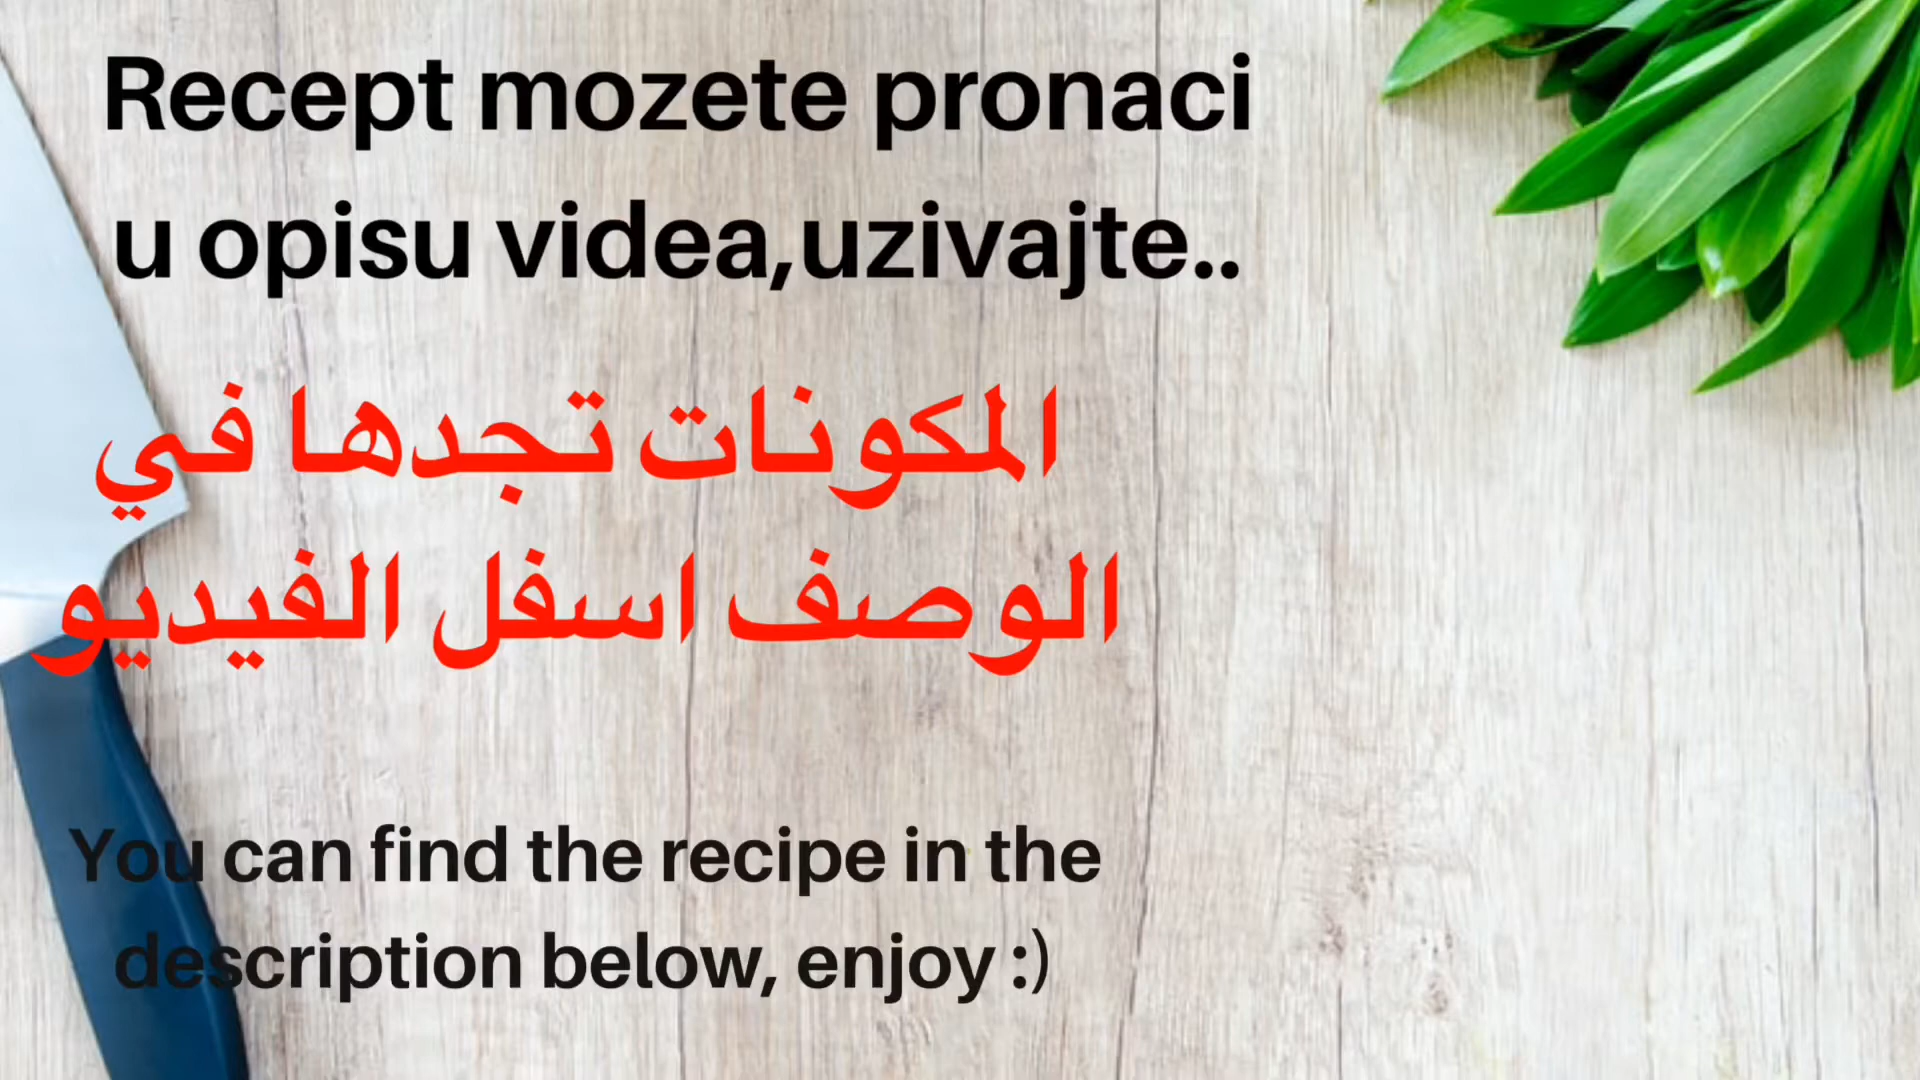 Recept mozete pronaci
u opisu videa,uzivajte..
المكونات تجدها في
الوصف اسفل الفيديو
You can find the recipe in the
description below, enjoy :)